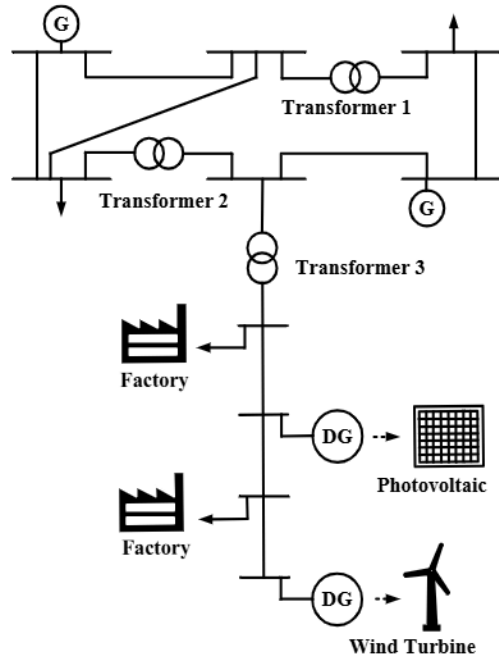 G
Transformer 1
Transformer 2
G
Transformer 3
Factory
DG
Photovoltaic
Factory
DG
Wind Turbine